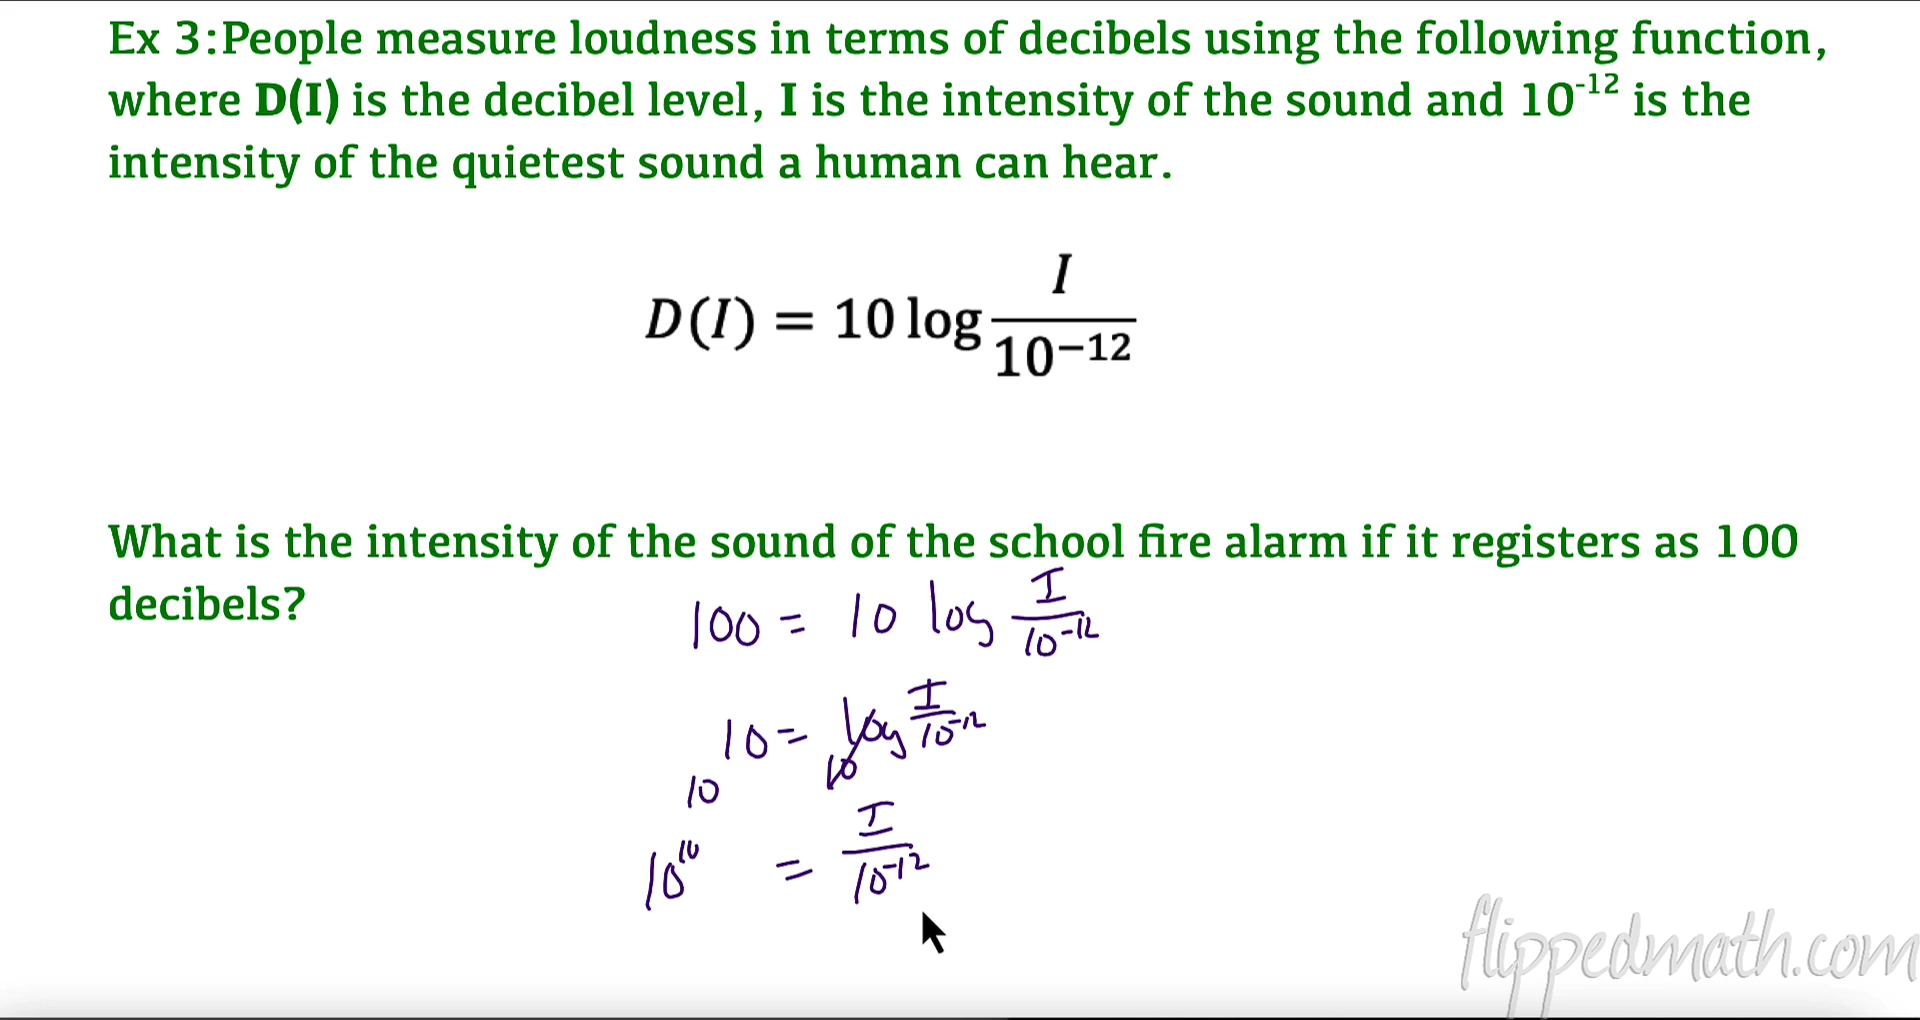 Ex 3:People measure loudness in terms of decibels using the following function,
where D(I) is the decibel level, I is the intensity of the sound and 10⁻¹² is the
intensity of the quietest sound a human can hear.
D(I) = 10 log I/10⁻¹²
What is the intensity of the sound of the school fire alarm if it registers as 100
decibels?
100 = 10 log I/10⁻¹²
10 = log₁₀ I/10⁻¹²
10
10¹⁰ = I/10⁻¹²
flippedmath.com